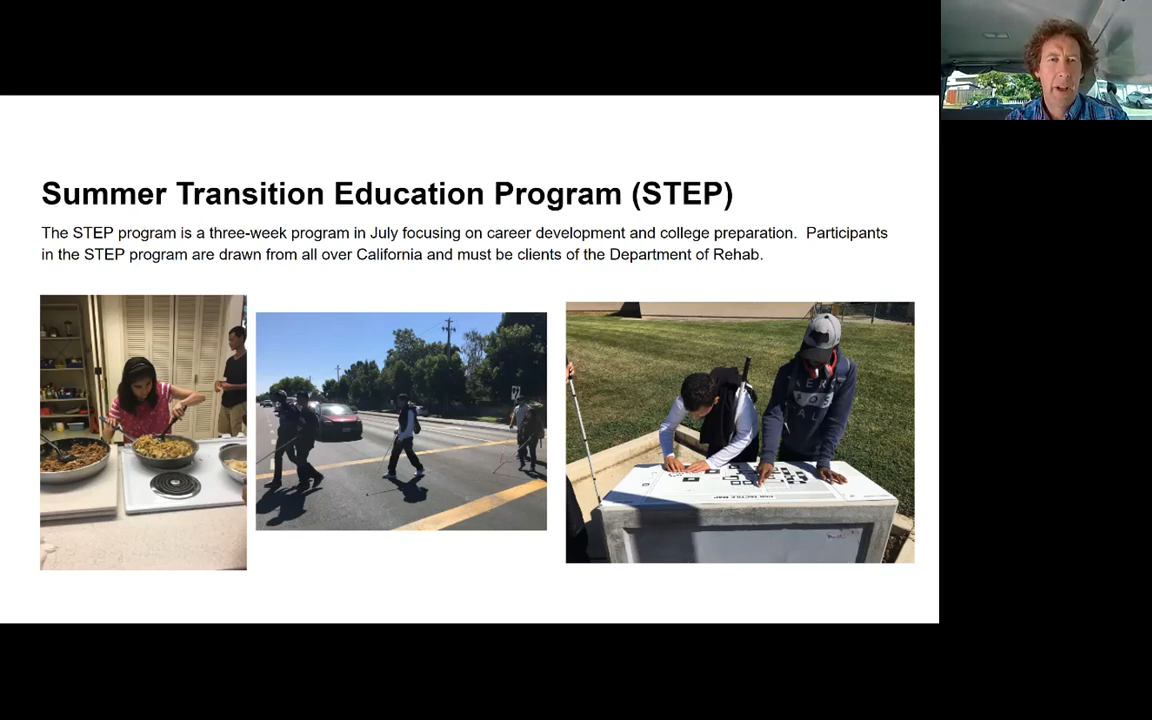 Summer Transition Education Program (STEP)
The STEP program is a three-week program in July focusing on career development and college preparation.  Participants
in the STEP program are drawn from all over California and must be clients of the Department of Rehab.